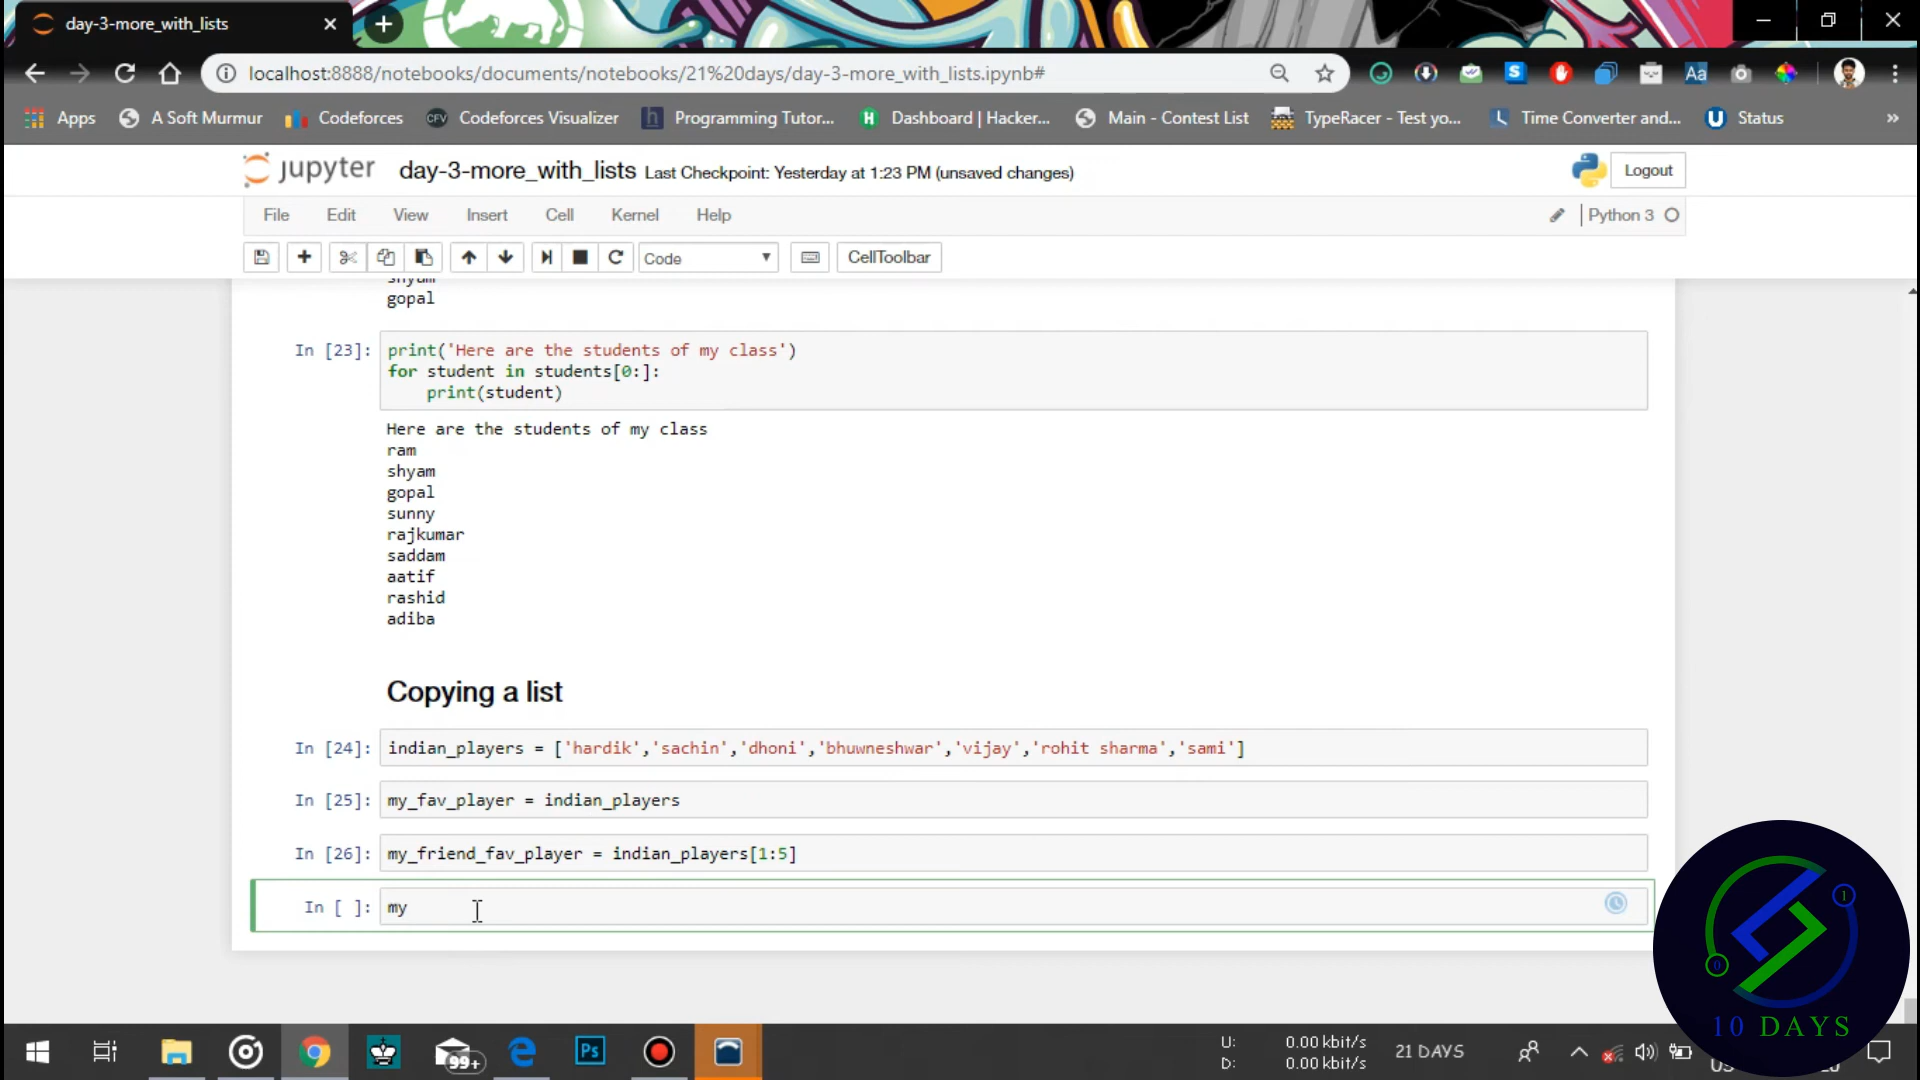 day-3-more_with_lists
localhost:8888/notebooks/documents/notebooks/21%20days/day-3-more_with_lists.ipynb#
Apps
A Soft Murmur
Codeforces
CFV
Codeforces Visualizer
h
Programming Tutor...
H
Dashboard | Hacker...
Main - Contest List
TypeRacer - Test yo...
Time Converter and...
U
Status
»
jupyter
day-3-more_with_lists Last Checkpoint: Yesterday at 1:23 PM (unsaved changes)
Logout
File Edit View Insert Cell Kernel Help
Python 3
Code
CellToolbar
gopal
In [23]:
print('Here are the students of my class')
for student in students[0:]:
    print(student)
Here are the students of my class
ram
shyam
gopal
sunny
rajkumar
saddam
aatif
rashid
adiba
Copying a list
In [24]: indian_players = ['hardik','sachin','dhoni','bhuwneshwar','vijay','rohit sharma','sami']
In [25]: my_fav_player = indian_players
In [26]: my_friend_fav_player = indian_players[1:5]
In [ ]: my
99+
Ps
U: 0.00 kbit/s
D: 0.00 kbit/s
21 DAYS
1
0
10 DAYS